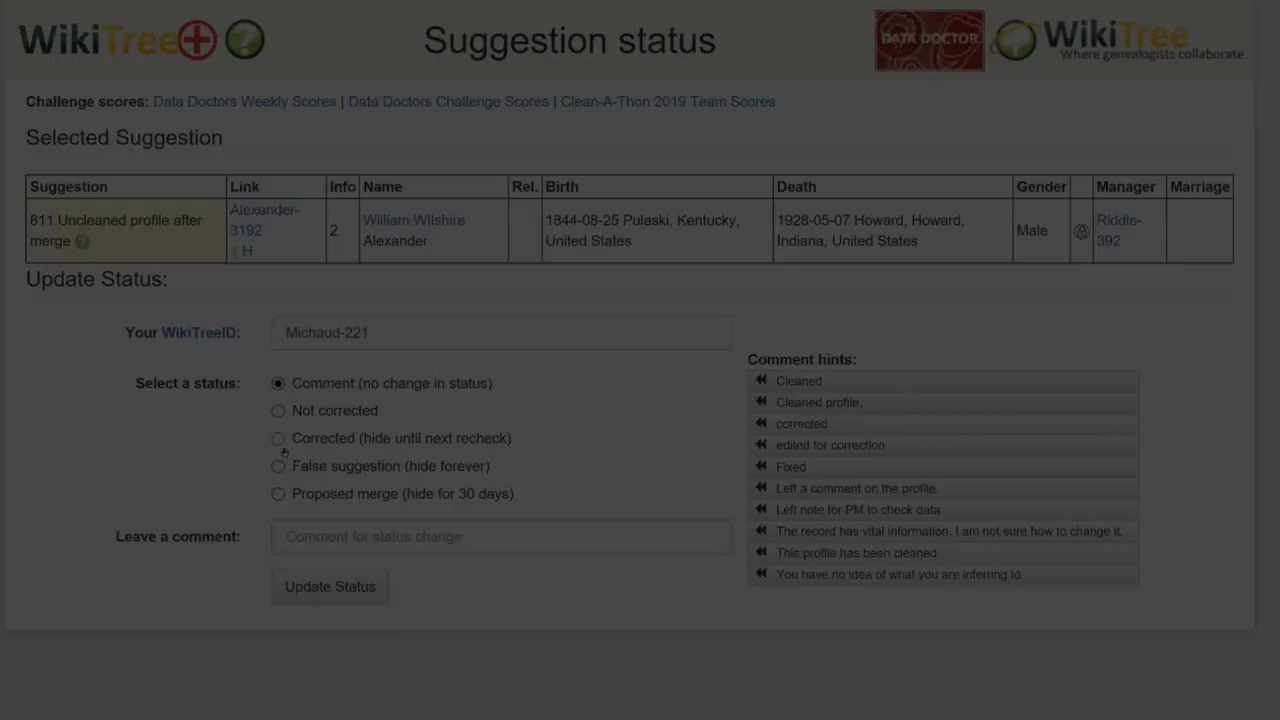 WikiTree+ ?
Suggestion status
DATA DOCTOR
WikiTree
Where genealogists collaborate
Challenge scores: Data Doctors Weekly Scores | Data Doctors Challenge Scores | Clean-A-Thon 2019 Team Scores
Selected Suggestion
Suggestion Link Info Name Rel. Birth Death Gender Manager Marriage
811 Uncleaned profile after merge ?
Alexander-3192
H
2
William WIlshire
Alexander
1844-08-25 Pulaski, Kentucky,
United States
1928-05-07 Howard, Howard,
Indiana, United States
Male
@
Riddle-
392
Update Status:
Your WikiTreeID: Michaud-221
Select a status: Comment (no change in status)
Not corrected
Corrected (hide until next recheck)
False suggestion (hide forever)
Proposed merge (hide for 30 days)
Leave a comment: Comment for status change
Update Status
Comment hints:
Cleaned
Cleaned profile.
corrected
edited for correction
Fixed
Left a comment on the profile.
Left note for PM to check data
The record has vital information. I am not sure how to change it.
This profile has been cleaned
You have no idea of what you are inferring to